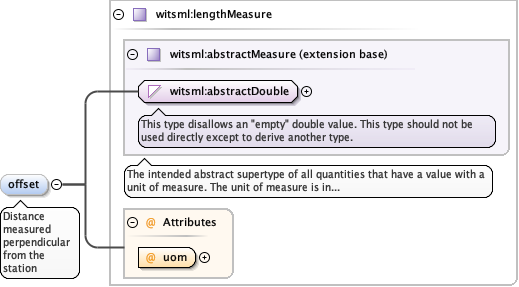 witsml:lengthMeasure
witsml:abstractMeasure (extension base)
witsml:abstractDouble
This type disallows an "empty" double value. This type should not be
used directly except to derive another type.
The intended abstract supertype of all quantities that have a value with a
unit of measure. The unit of measure is in...
offset
Distance
measured
perpendicular
from the
station
@ Attributes
@ uom